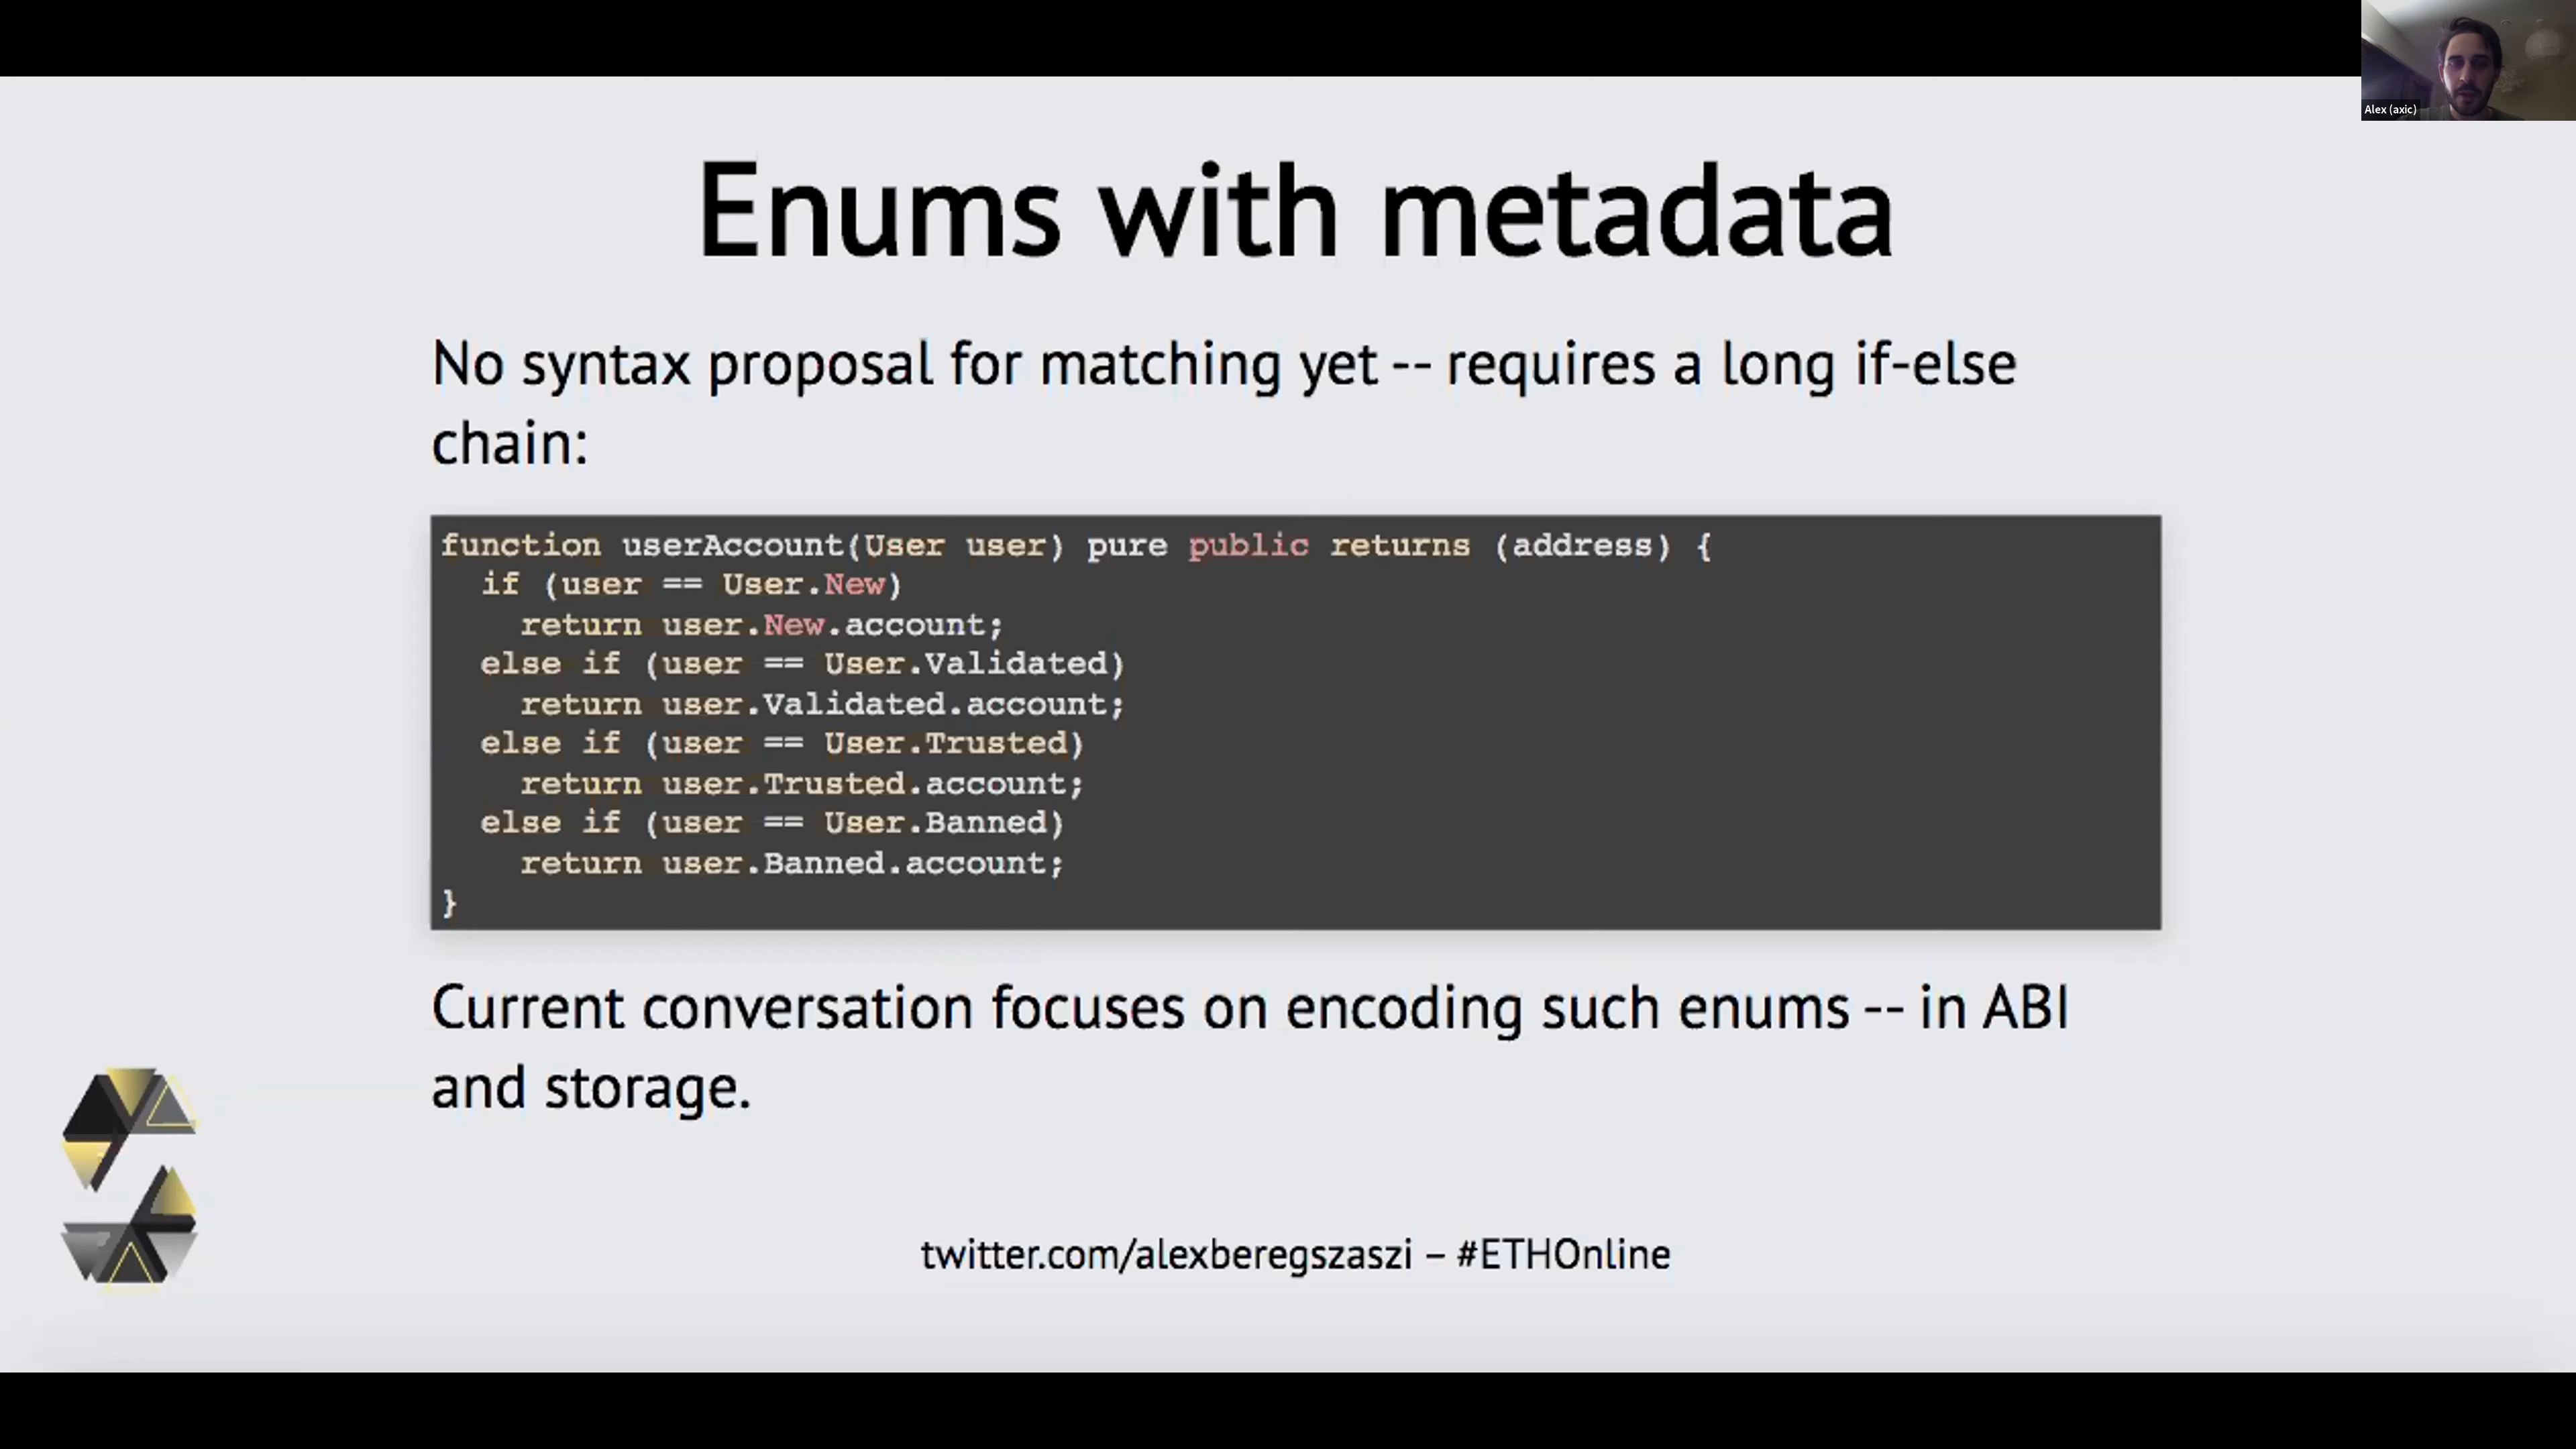 Alex (axic)
Enums with metadata
No syntax proposal for matching yet -- requires a long if-else
chain:
function userAccount(User user) pure public returns (address) {
  if (user == User.New)
    return user.New.account;
  else if (user == User.Validated)
    return user.Validated.account;
  else if (user == User.Trusted)
    return user.Trusted.account;
  else if (user == User.Banned)
    return user.Banned.account;
}
Current conversation focuses on encoding such enums -- in ABI
and storage.
twitter.com/alexberegszaszi – #ETHOnline